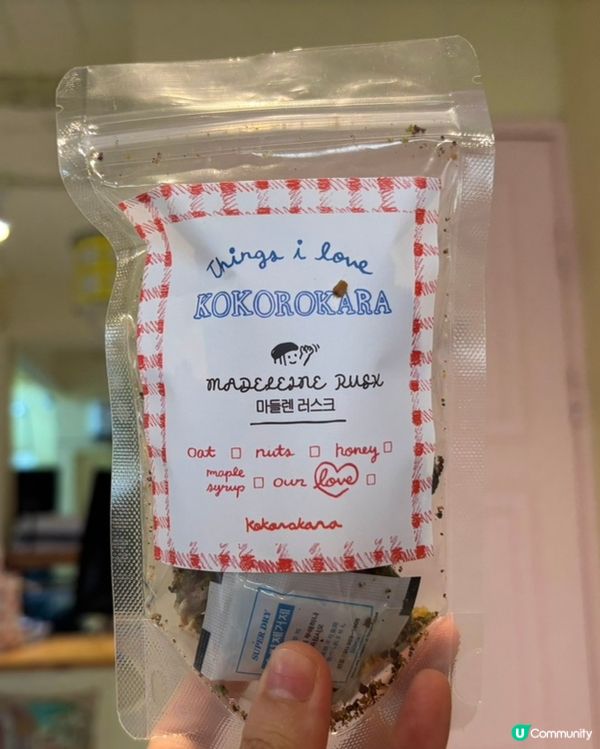 Things i love
KOKOROKARA
MADELEINE RUSK
마들렌 러스크
oat □ nuts □ honey □
maple syrup □ our love □
kokorokara
SUPER DRY
U Community